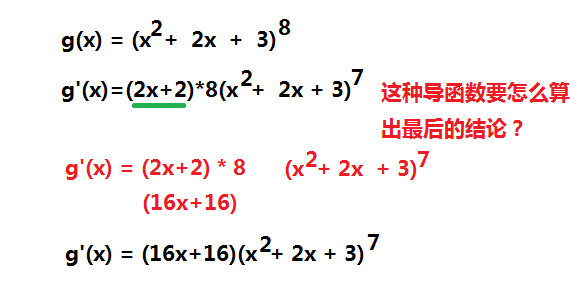 g(x) = (x²+ 2x + 3)⁸
g'(x)=(2x+2)*8(x²+ 2x + 3)⁷
这种导函数要怎么算
出最后的结论？
g'(x) = (2x+2) * 8 (x²+ 2x + 3)⁷
(16x+16)
g'(x) = (16x+16)(x²+ 2x + 3)⁷